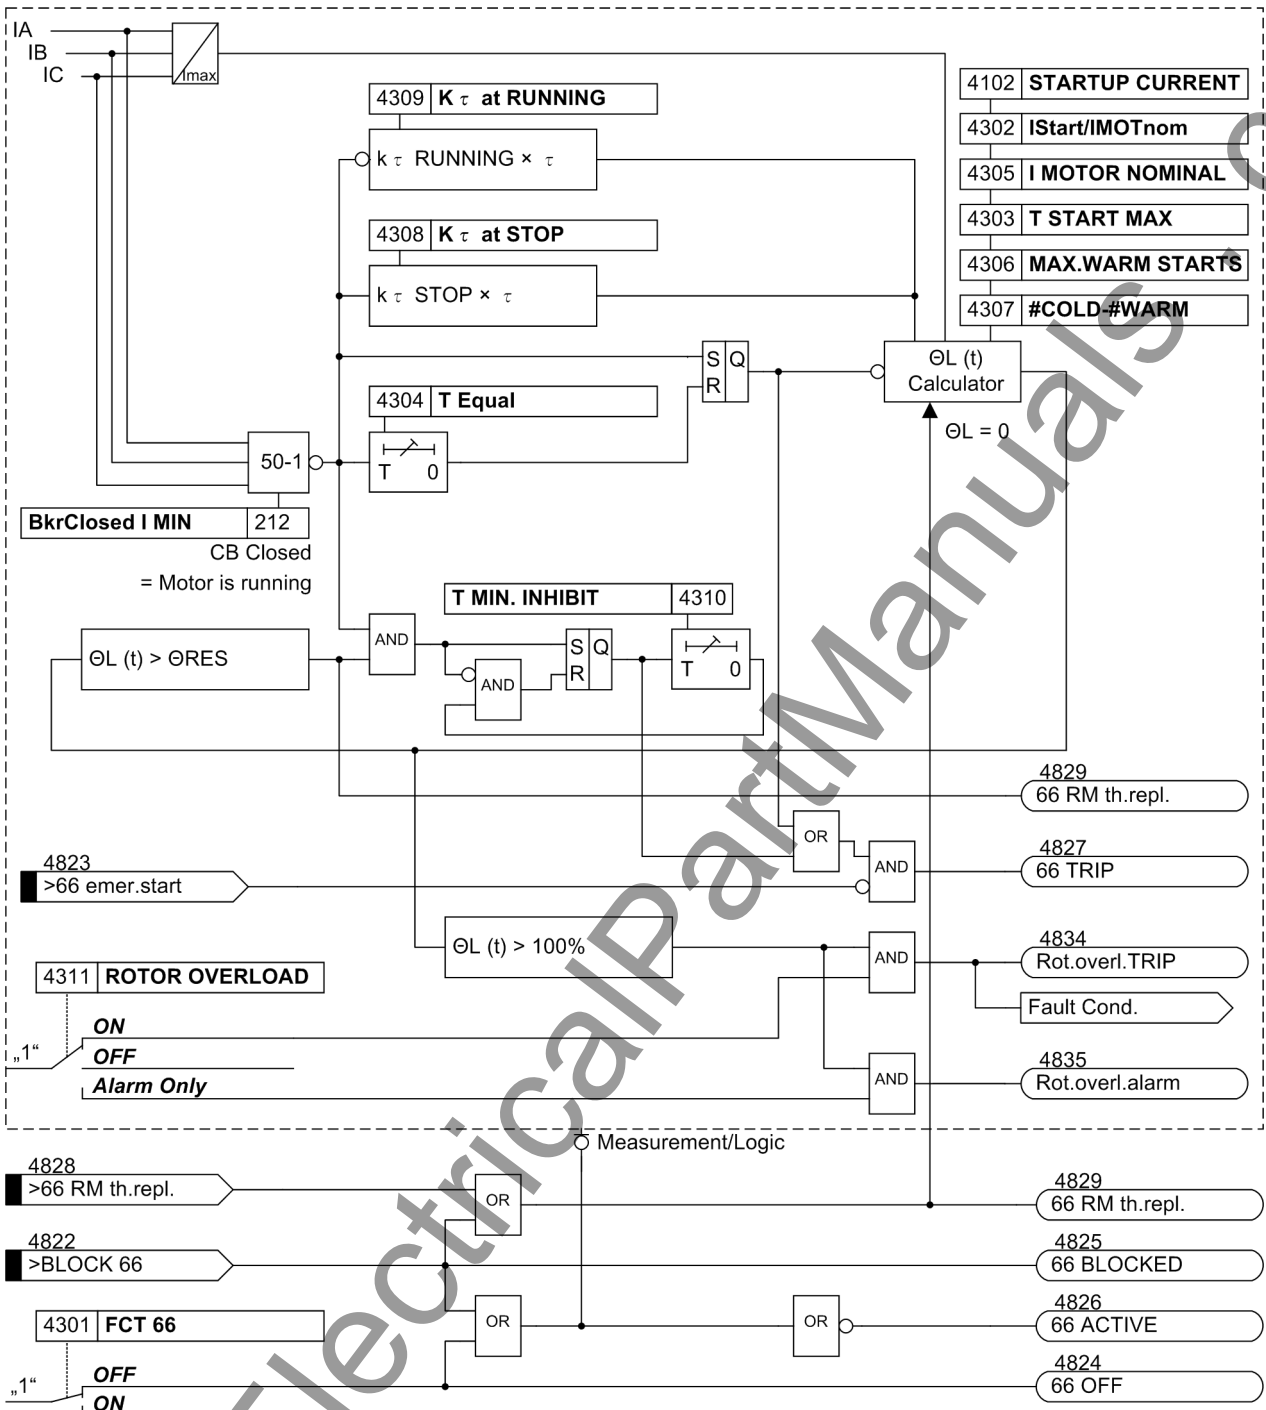 IA
IB
IC
Imax
4309 K τ at RUNNING
k τ RUNNING × τ
4308 K τ at STOP
k τ STOP × τ
4102 STARTUP CURRENT
4302 IStart/IMOTnom
4305 I MOTOR NOMINAL
4303 T START MAX
4306 MAX.WARM STARTS
4307 #COLD-#WARM
S Q
R
ΘL (t)
Calculator
ΘL = 0
4304 T Equal
T 0
50-1
BkrClosed I MIN 212
CB Closed
= Motor is running
T MIN. INHIBIT 4310
AND
ΘL (t) > ΘRES
S Q
R
AND
T 0
4829
66 RM th.repl.
OR
4827
66 TRIP
AND
4823
>66 emer.start
ΘL (t) > 100%
AND
4834
Rot.overl.TRIP
Fault Cond.
4311 ROTOR OVERLOAD
ON
„1“
OFF
Alarm Only
AND
4835
Rot.overl.alarm
Measurement/Logic
4828
>66 RM th.repl.
OR
4829
66 RM th.repl.
4822
>BLOCK 66
4825
66 BLOCKED
4301 FCT 66
OR
OR
4826
66 ACTIVE
OFF
„1“
ON
4824
66 OFF
ElectricalPartManuals .